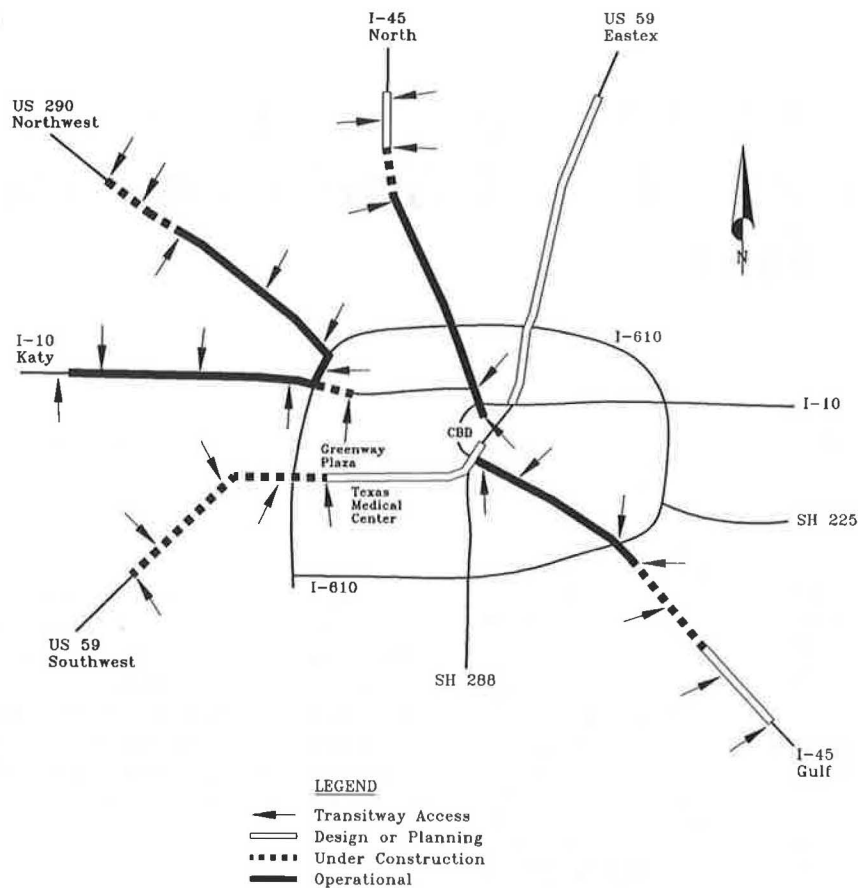 I-45
North
US 59
Eastex
US 290
Northwest
N
I-610
I-10
Katy
I-10
CBD
Greenway
Plaza
Texas
Medical
Center
SH 225
I-610
US 59
Southwest
SH 288
I-45
Gulf
LEGEND
Transitway Access
Design or Planning
Under Construction
Operational